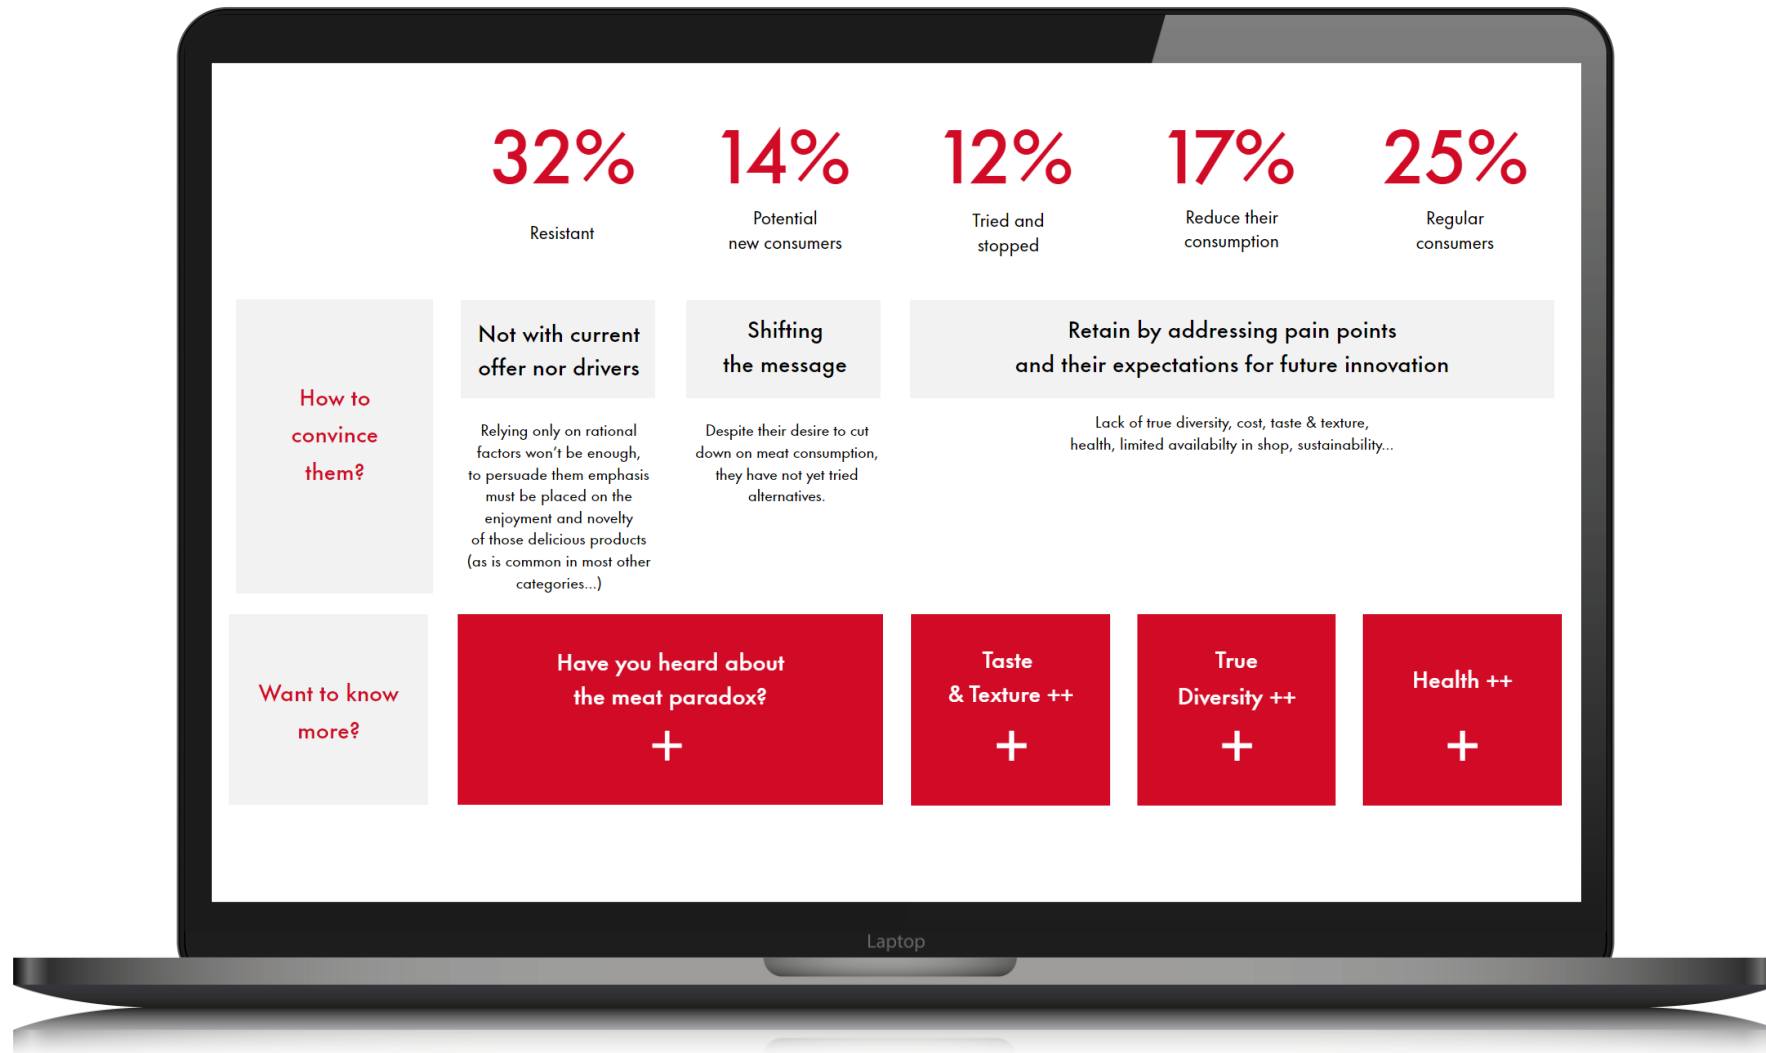 32%
14%
12%
17%
25%
Resistant
Potential
new consumers
Tried and
stopped
Reduce their
consumption
Regular
consumers
How to
convince
them?
Not with current
offer nor drivers
Relying only on rational
factors won't be enough,
to persuade them emphasis
must be placed on the
enjoyment and novelty
of those delicious products
(as is common in most other
categories...)
Shifting
the message
Despite their desire to cut
down on meat consumption,
they have not yet tried
alternatives.
Retain by addressing pain points
and their expectations for future innovation
Lack of true diversity, cost, taste & texture,
health, limited availabilty in shop, sustainability...
Want to know
more?
Have you heard about
the meat paradox?
+
Taste
& Texture ++
+
True
Diversity ++
+
Health ++
+
Laptop